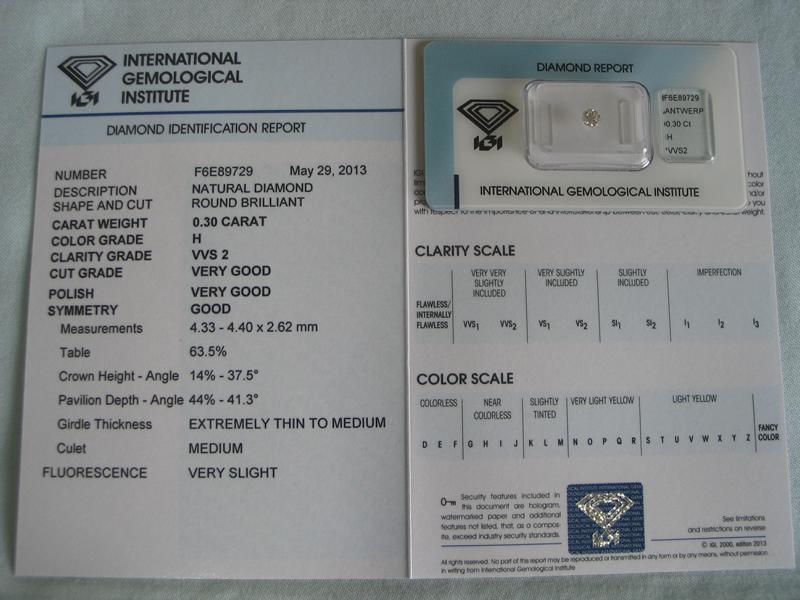 INTERNATIONAL
GEMOLOGICAL
INSTITUTE
IGI
DIAMOND IDENTIFICATION REPORT
NUMBER F6E89729 May 29, 2013
DESCRIPTION NATURAL DIAMOND
SHAPE AND CUT ROUND BRILLIANT
CARAT WEIGHT 0.30 CARAT
COLOR GRADE H
CLARITY GRADE VVS 2
CUT GRADE VERY GOOD
POLISH VERY GOOD
SYMMETRY GOOD
Measurements 4.33 - 4.40 x 2.62 mm
Table 63.5%
Crown Height - Angle 14% - 37.5°
Pavilion Depth - Angle 44% - 41.3°
Girdle Thickness EXTREMELY THIN TO MEDIUM
Culet MEDIUM
FLUORESCENCE VERY SLIGHT
DIAMOND REPORT
IGI
F6E89729
ANTWERP
0.30 Ct
H
VVS2
INTERNATIONAL GEMOLOGICAL INSTITUTE
CLARITY SCALE
FLAWLESS/
INTERNALLY
FLAWLESS
VERY VERY
SLIGHTLY
INCLUDED
VERY SLIGHTLY
INCLUDED
SLIGHTLY
INCLUDED
IMPERFECTION
VVS1 VVS2 VS1 VS2 SI1 SI2 I1 I2 I3
COLOR SCALE
COLORLESS
NEAR
COLORLESS
SLIGHTLY
TINTED
VERY LIGHT YELLOW
LIGHT YELLOW
FANCY
COLOR
D E F G H I J K L M N O P Q R S T U V W X Y Z
Security features included in
this document are hologram,
watermarked paper and additional
features not listed, that, as a compos-
ite, exceed industry security standards.
See limitations
and restrictions on reverse
© IGI, 2000, edition 2013
All rights reserved. No part of this report may be reproduced or transmitted in any form or by any means, without permission
in writing from International Gemological Institute